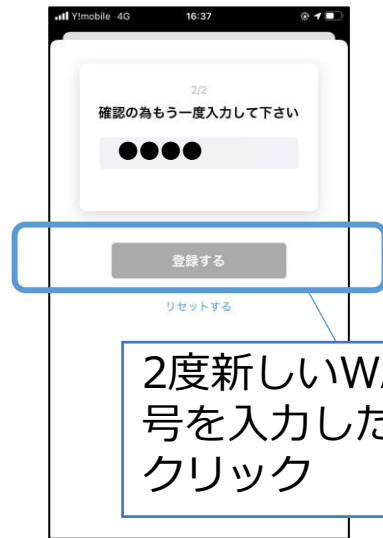 Y!mobile 4G 16:37
2/2
確認の為もう一度入力して下さい
●●●●
登録する
リセットする
2度新しいW
号を入力した
クリック